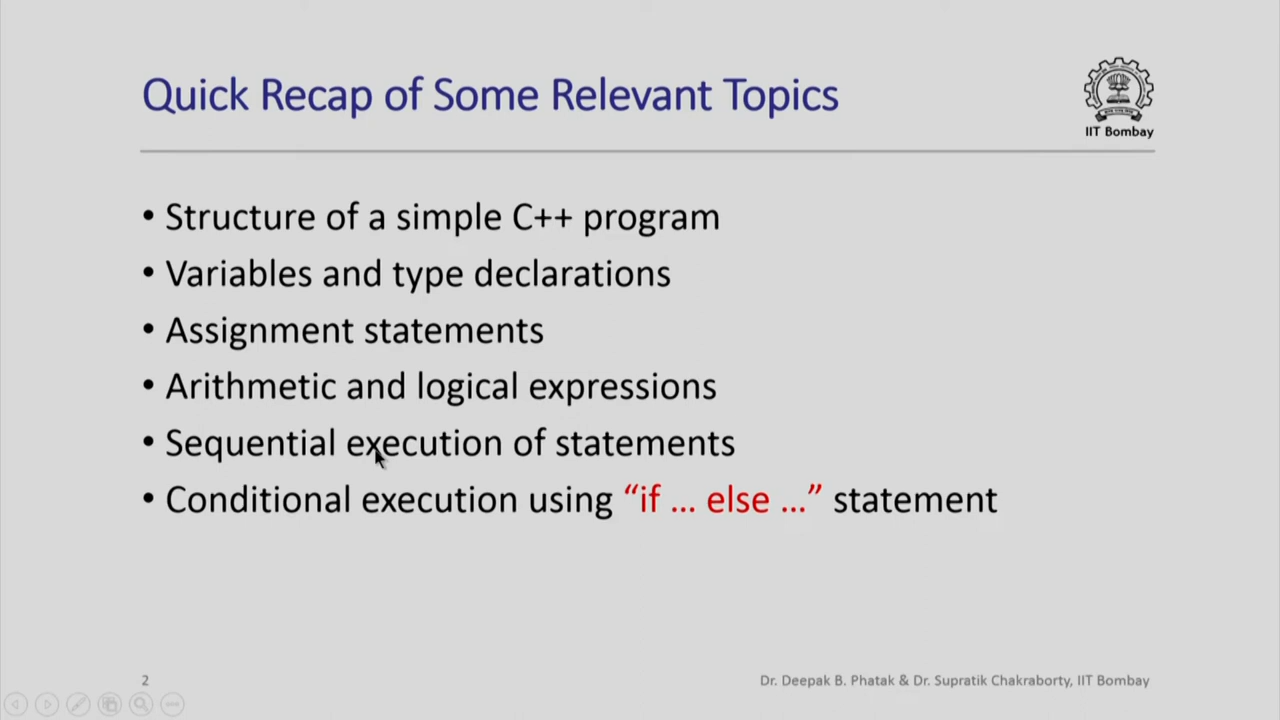 Quick Recap of Some Relevant Topics
IIT Bombay
• Structure of a simple C++ program
• Variables and type declarations
• Assignment statements
• Arithmetic and logical expressions
• Sequential execution of statements
• Conditional execution using “if ... else ...” statement
2
Dr. Deepak B. Phatak & Dr. Supratik Chakraborty, IIT Bombay